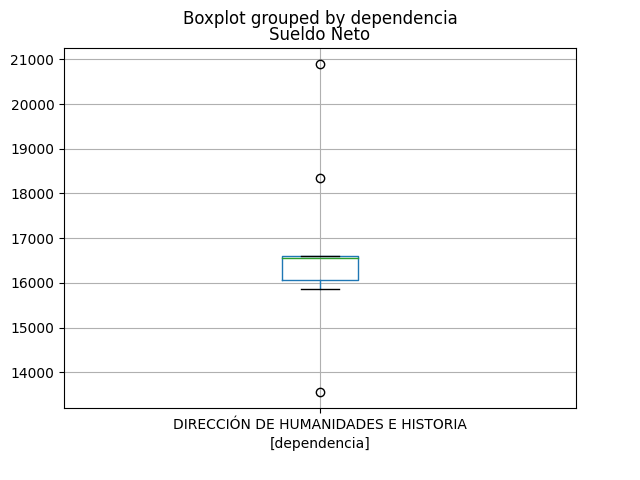 Boxplot grouped by dependencia
Sueldo Neto
21000
20000
19000
18000
17000
16000
15000
14000
DIRECCIÓN DE HUMANIDADES E HISTORIA
[dependencia]